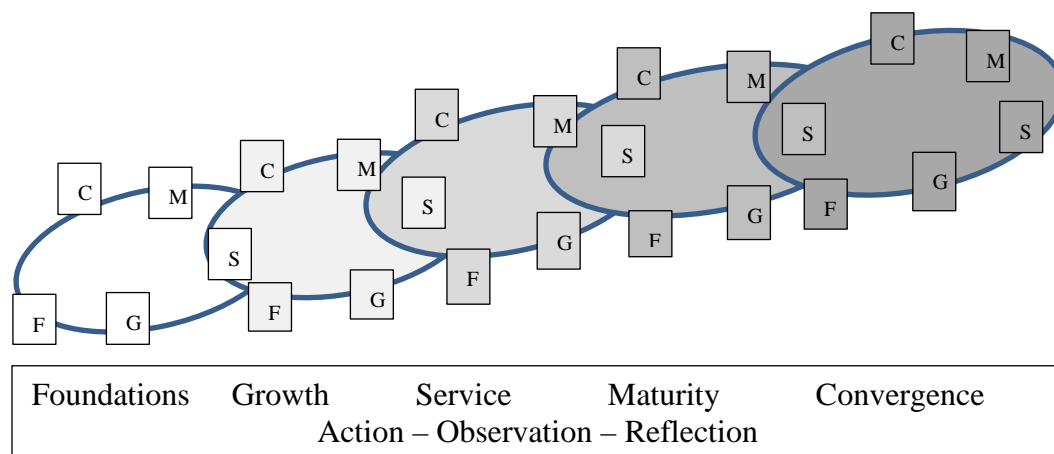 C M C M C M C M C M
S S S S S
F G F G F G F G F G
Foundations Growth Service Maturity Convergence
Action – Observation – Reflection